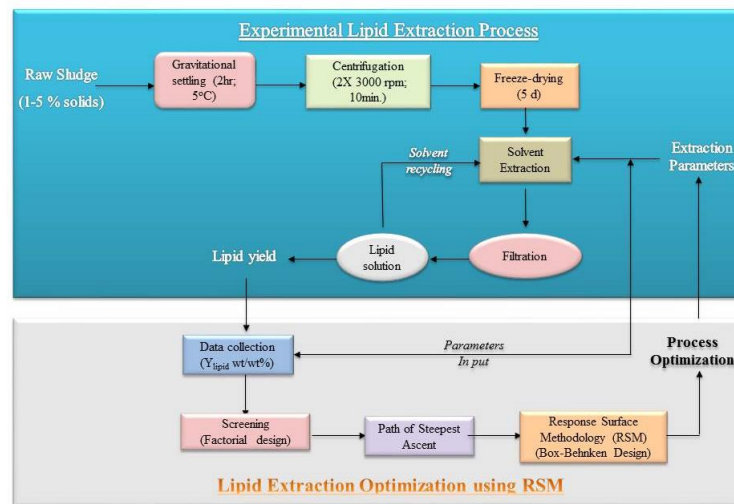 Experimental Lipid Extraction Process
Raw Sludge
(1-5 % solids)
Gravitational
settling (2hr;
5°C)
Centrifugation
(2X 3000 rpm;
10min.)
Freeze-drying
(5 d)
Solvent
recycling
Solvent
Extraction
Extraction
Parameters
Lipid yield
Lipid
solution
Filtration
Data collection
(Ylipid wt/wt%)
Parameters
In put
Process
Optimization
Screening
(Factorial design)
Path of Steepest
Ascent
Response Surface
Methodology (RSM)
(Box-Behnken Design)
Lipid Extraction Optimization using RSM